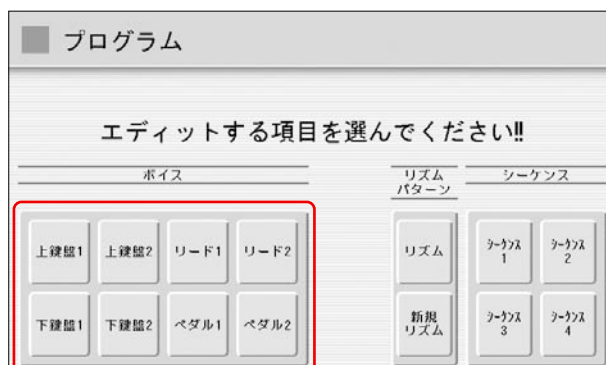 プログラム
エディットする項目を選んでください!!
ボイス
リズム
パターン
シーケンス
上鍵盤1
上鍵盤2
リード1
リード2
リズム
ｼｰｹﾝｽ
1
ｼｰｹﾝｽ
2
下鍵盤1
下鍵盤2
ペダル1
ペダル2
新規
リズム
ｼｰｹﾝｽ
3
ｼｰｹﾝｽ
4